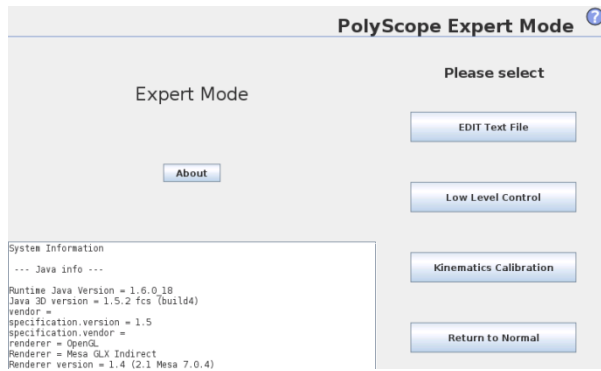 PolyScope Expert Mode ?
Please select
Expert Mode
EDIT Text File
About
Low Level Control
System Information
--- Java info ---
Runtime Java Version = 1.6.0_18
Java 3D version = 1.5.2 fcs (build4)
vendor =
specification.version = 1.5
specification.vendor =
renderer = OpenGL
Renderer = Mesa GLX Indirect
Renderer version = 1.4 (2.1 Mesa 7.0.4)
Kinematics Calibration
Return to Normal